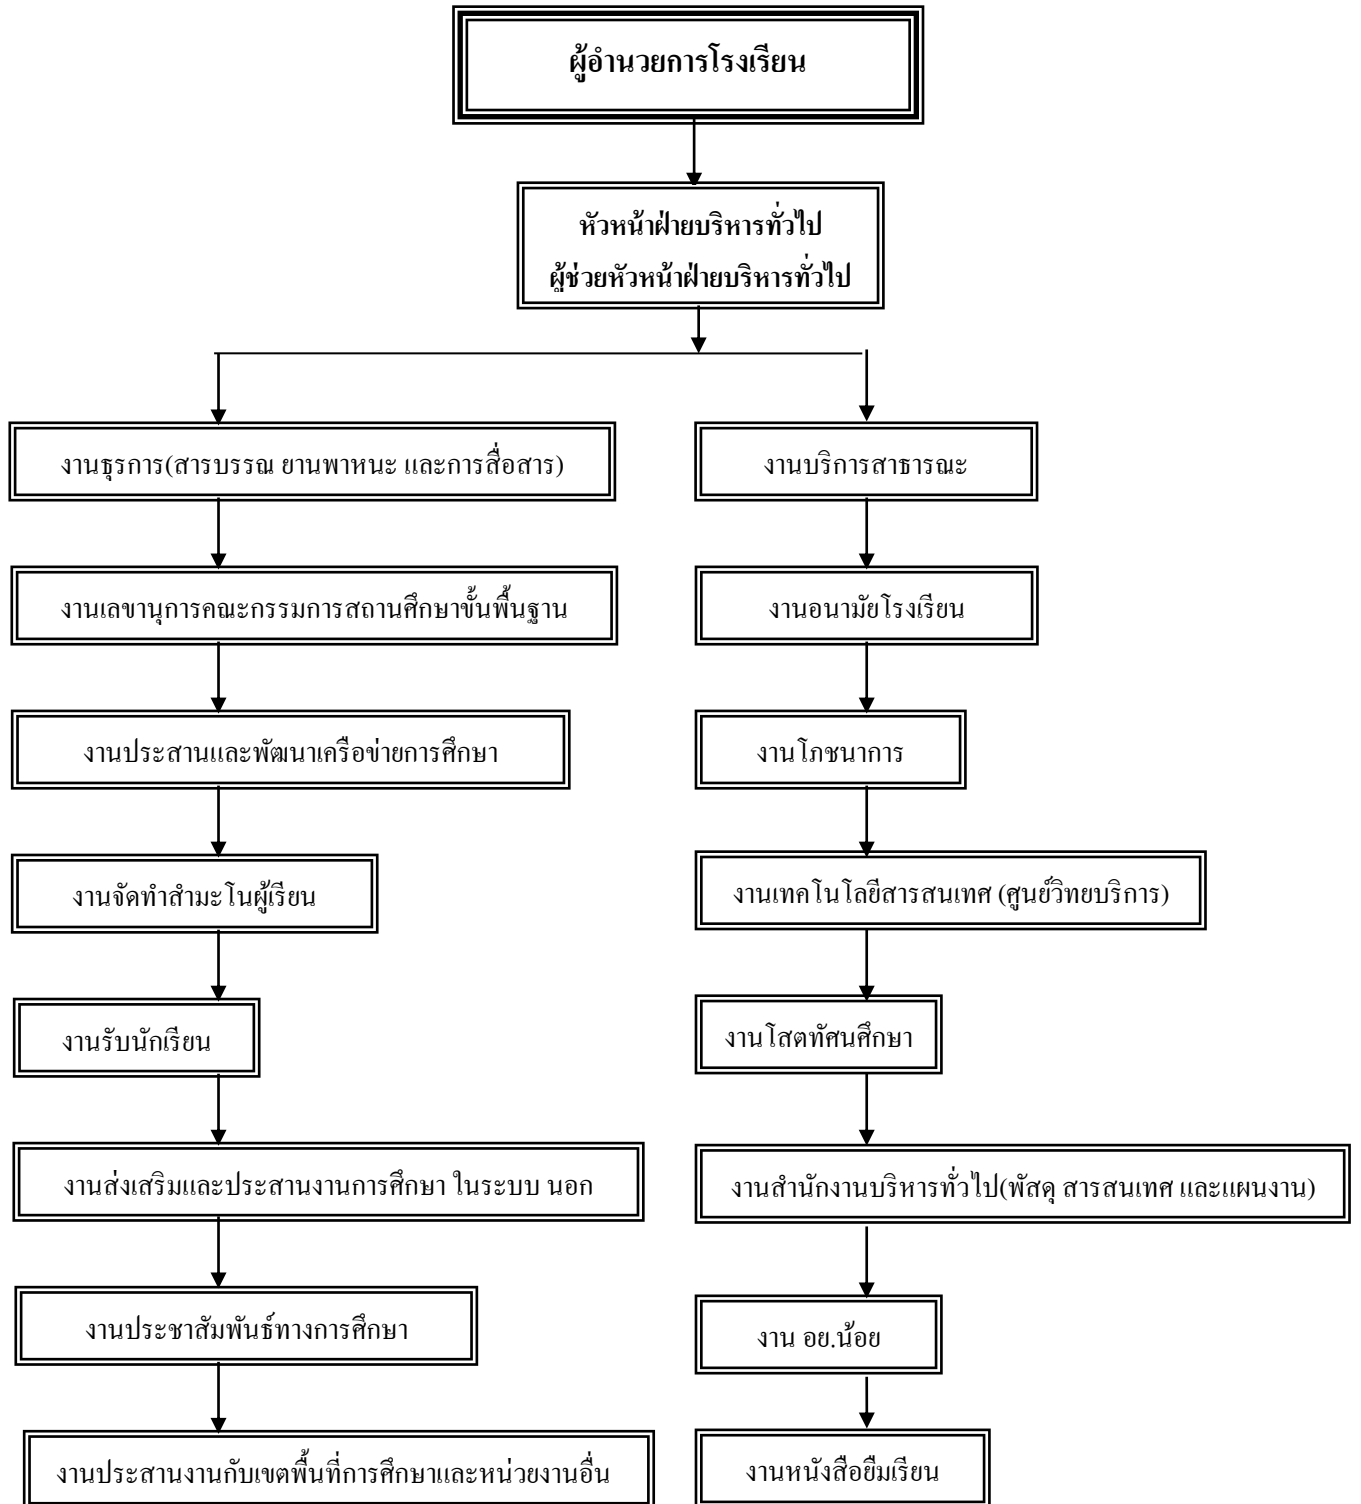 ผู้อำนวยการโรงเรียน
หัวหน้าฝ่ายบริหารทั่วไป
ผู้ช่วยหัวหน้าฝ่ายบริหารทั่วไป
งานธุรการ(สารบรรณ ยานพาหนะ และการสื่อสาร)
งานบริการสาธารณะ
งานเลขานุการคณะกรรมการสถานศึกษาขั้นพื้นฐาน
งานอนามัยโรงเรียน
งานประสานและพัฒนาเครือข่ายการศึกษา
งานโภชนาการ
งานจัดทำสำมะโนผู้เรียน
งานเทคโนโลยีสารสนเทศ (ศูนย์วิทยบริการ)
งานรับนักเรียน
งานโสตทัศนศึกษา
งานส่งเสริมและประสานงานการศึกษา ในระบบ นอก
งานสำนักงานบริหารทั่วไป(พัสดุ สารสนเทศ และแผนงาน)
งานประชาสัมพันธ์ทางการศึกษา
งาน อย.น้อย
งานประสานงานกับเขตพื้นที่การศึกษาและหน่วยงานอื่น
งานหนังสือยืมเรียน